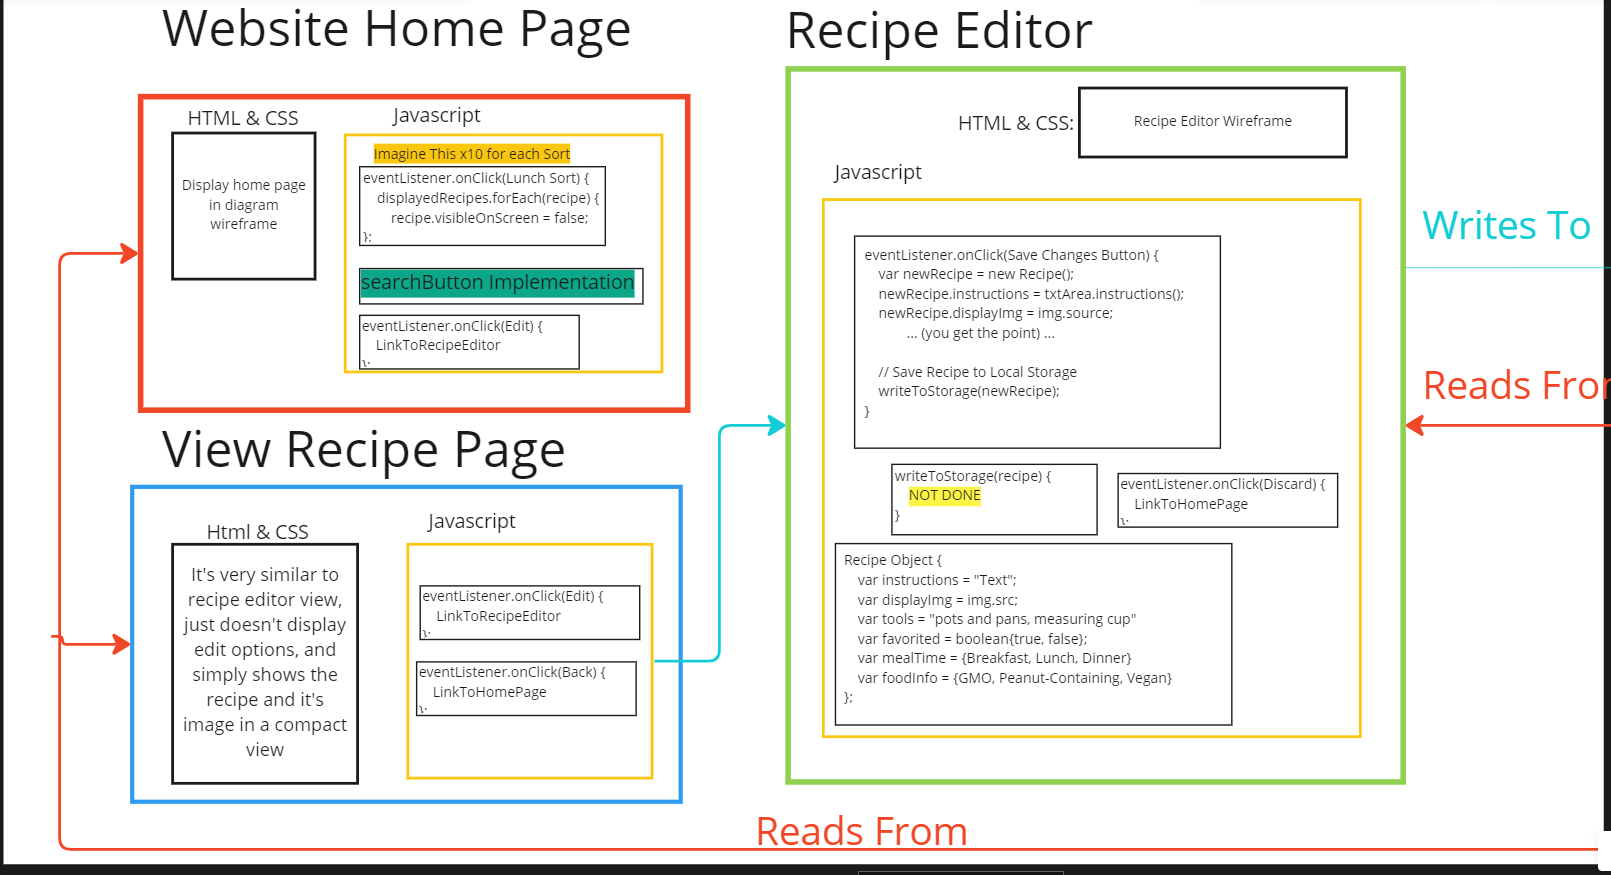 Website Home Page
HTML & CSS
Display home page
in diagram
wireframe
Javascript
Imagine This x10 for each Sort
eventListener.onClick(Lunch Sort) {
displayedRecipes.forEach(recipe) {
recipe.visibleOnScreen = false;
};
searchButton Implementation
eventListener.onClick(Edit) {
LinkToRecipeEditor
};
View Recipe Page
Html & CSS
It's very similar to
recipe editor view,
just doesn't display
edit options, and
simply shows the
recipe and it's
image in a compact
view
Javascript
eventListener.onClick(Edit) {
LinkToRecipeEditor
};
eventListener.onClick(Back) {
LinkToHomePage
};
Recipe Editor
HTML & CSS:
Recipe Editor Wireframe
Javascript
eventListener.onClick(Save Changes Button) {
var newRecipe = new Recipe();
newRecipe.instructions = txtArea.instructions();
newRecipe.displayImg = img.source;
... (you get the point) ...
// Save Recipe to Local Storage
writeToStorage(newRecipe);
}
writeToStorage(recipe) {
NOT DONE
}
eventListener.onClick(Discard) {
LinkToHomePage
};
Recipe Object {
var instructions = "Text";
var displayImg = img.src;
var tools = "pots and pans, measuring cup"
var favorited = boolean{true, false};
var mealTime = {Breakfast, Lunch, Dinner}
var foodInfo = {GMO, Peanut-Containing, Vegan}
};
Writes To
Reads From
Reads From